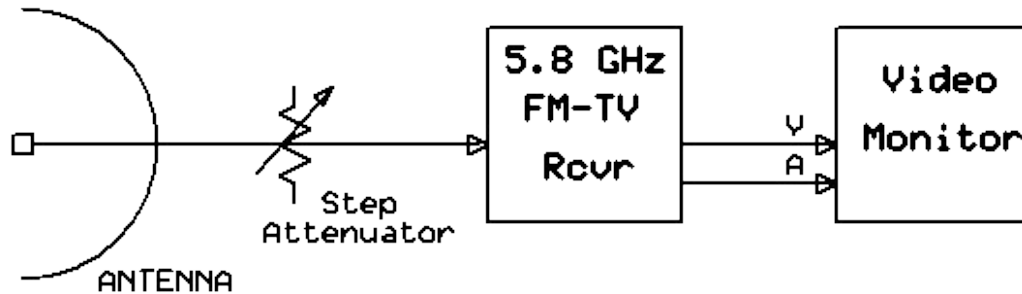 ANTENNA
Step
Attenuator
5.8 GHz
FM-TV
Rcvr
V
A
Video
Monitor